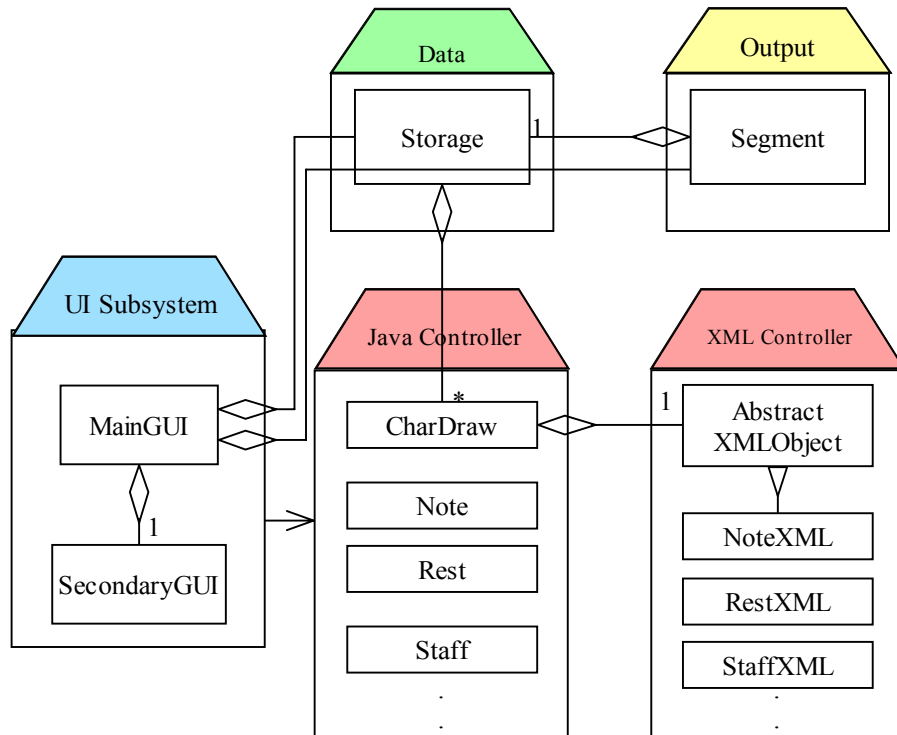 Data
Output
Storage
1
Segment
UI Subsystem
Java Controller
XML Controller
MainGUI
*
CharDraw
1
Abstract
XMLObject
Note
NoteXML
1
SecondaryGUI
Rest
RestXML
Staff
StaffXML
.
.
.
.